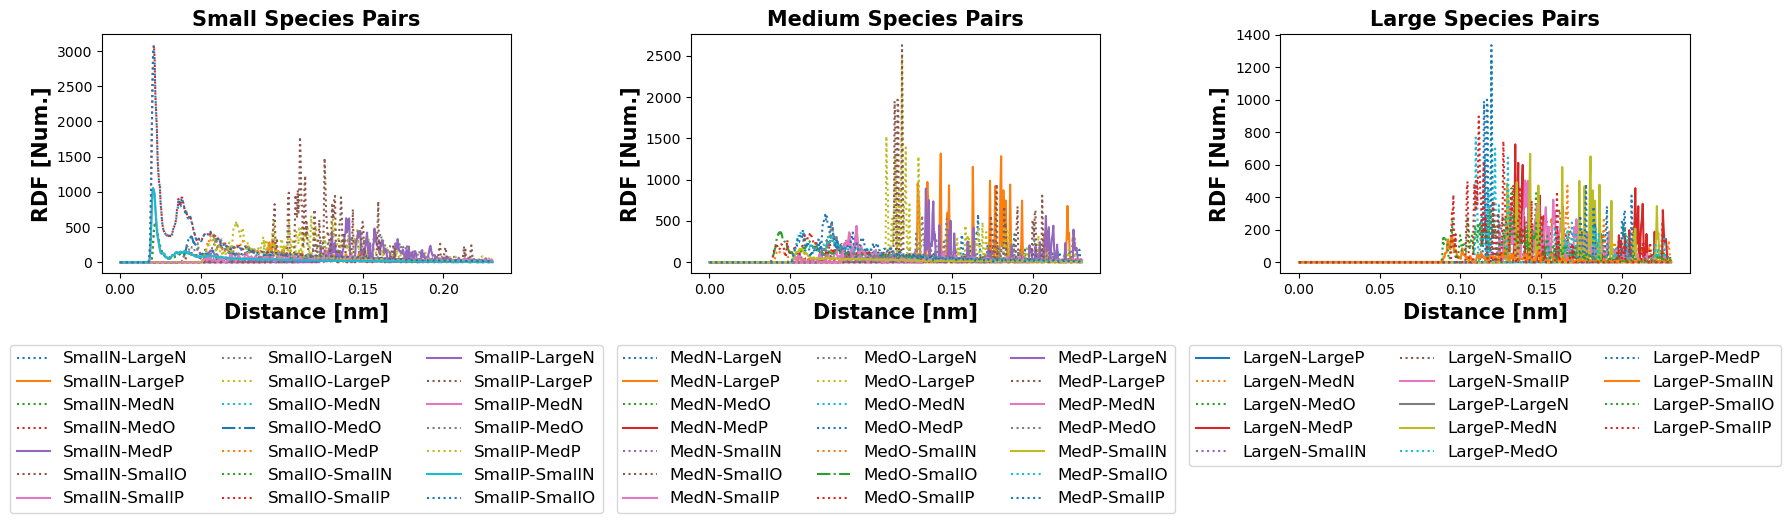 Small Species Pairs
RDF [Num.]
3000
2500
2000
1500
1000
500
0
0.00 0.05 0.10 0.15 0.20
Distance [nm]
SmallN-LargeN SmallO-LargeN SmallP-LargeN
SmallN-LargeP SmallO-LargeP SmallP-LargeP
SmallN-MedN SmallO-MedN SmallP-MedN
SmallN-MedO SmallO-MedO SmallP-MedO
SmallN-MedP SmallO-MedP SmallP-MedP
SmallN-SmallO SmallO-SmallN SmallP-SmallN
SmallN-SmallP SmallO-SmallP SmallP-SmallO
Medium Species Pairs
RDF [Num.]
2500
2000
1500
1000
500
0
0.00 0.05 0.10 0.15 0.20
Distance [nm]
MedN-LargeN MedO-LargeN MedP-LargeN
MedN-LargeP MedO-LargeP MedP-LargeP
MedN-MedO MedO-MedN MedP-MedN
MedN-MedP MedO-MedP MedP-MedO
MedN-SmallN MedO-SmallN MedP-SmallN
MedN-SmallO MedO-SmallO MedP-SmallO
MedN-SmallP MedO-SmallP MedP-SmallP
Large Species Pairs
RDF [Num.]
1400
1200
1000
800
600
400
200
0
0.00 0.05 0.10 0.15 0.20
Distance [nm]
LargeN-LargeP LargeN-SmallO LargeP-MedP
LargeN-MedN LargeN-SmallP LargeP-SmallN
LargeN-MedO LargeP-LargeN LargeP-SmallO
LargeN-MedP LargeP-MedN LargeP-SmallP
LargeN-SmallN LargeP-MedO